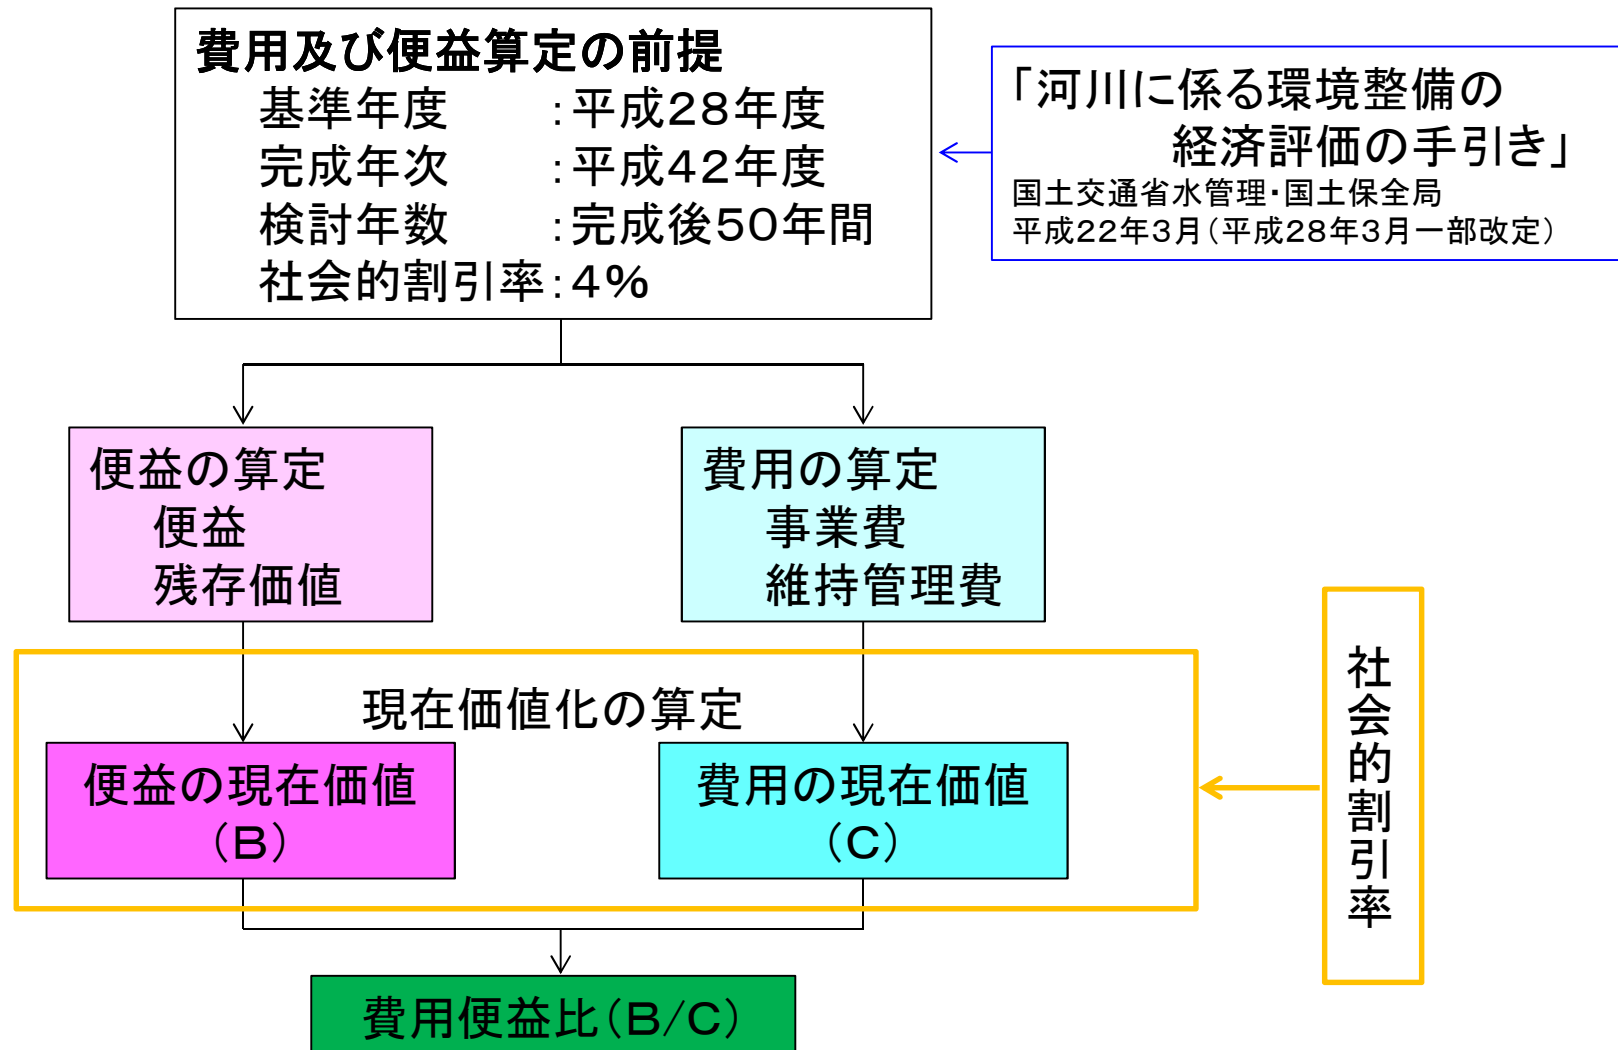 費用及び便益算定の前提
基準年度　　：平成28年度
完成年次　　：平成42年度
検討年数　　：完成後50年間
社会的割引率：4%
「河川に係る環境整備の
経済評価の手引き」
国土交通省水管理・国土保全局
平成22年3月（平成28年3月一部改定）
便益の算定
便益
残存価値
費用の算定
事業費
維持管理費
現在価値化の算定
便益の現在価値
（B）
費用の現在価値
（C）
社会的割引率
費用便益比（B/C）